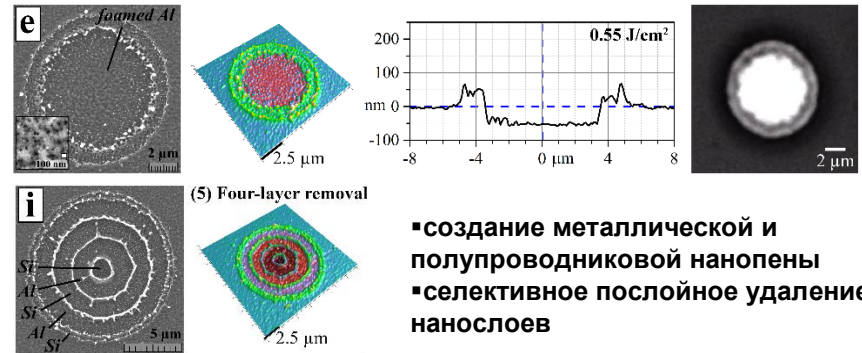 e
foamed Al
100 nm
2 µm
2.5 µm
200
100
nm 0
-100
-8 -4 0 µm 4 8
0.55 J/cm²
2 µm
i
Si
Al
Si
Al
Si
5 µm
(5) Four-layer removal
2.5 µm
▪создание металлической и
полупроводниковой нанопены
▪селективное послойное удаление
нанослоев